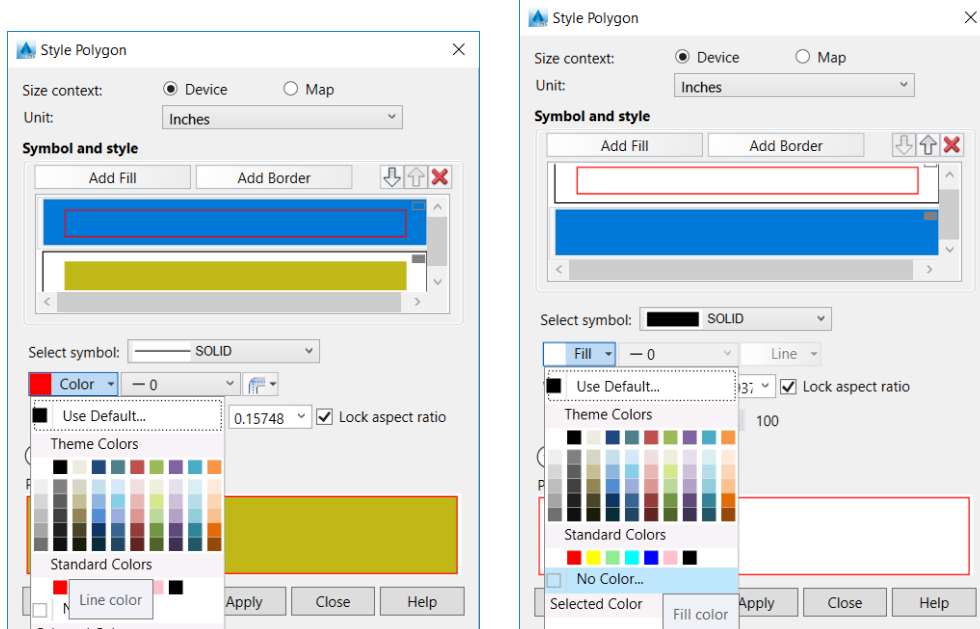 Style Polygon
Size context:
Device
Map
Unit:
Inches
Symbol and style
Add Fill
Add Border
Select symbol:
SOLID
Color
0
Use Default...
0.15748
Lock aspect ratio
Theme Colors
Standard Colors
Line color
Apply
Close
Help
Style Polygon
Size context:
Device
Map
Unit:
Inches
Symbol and style
Add Fill
Add Border
Select symbol:
SOLID
Fill
0
Line
Use Default...
Lock aspect ratio
Theme Colors
100
Standard Colors
No Color...
Selected Color
Fill color
Apply
Close
Help